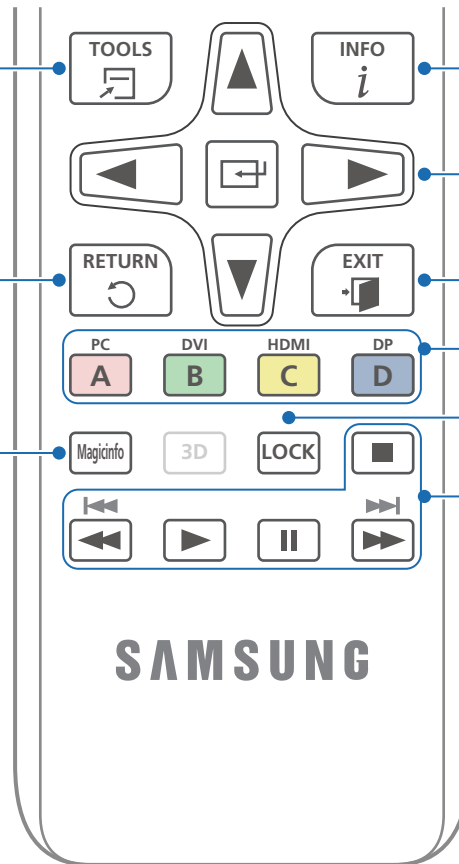 TOOLS INFO
i
RETURN EXIT
PC DVI HDMI DP
A B C D
Magicinfo 3D LOCK
SAMSUNG